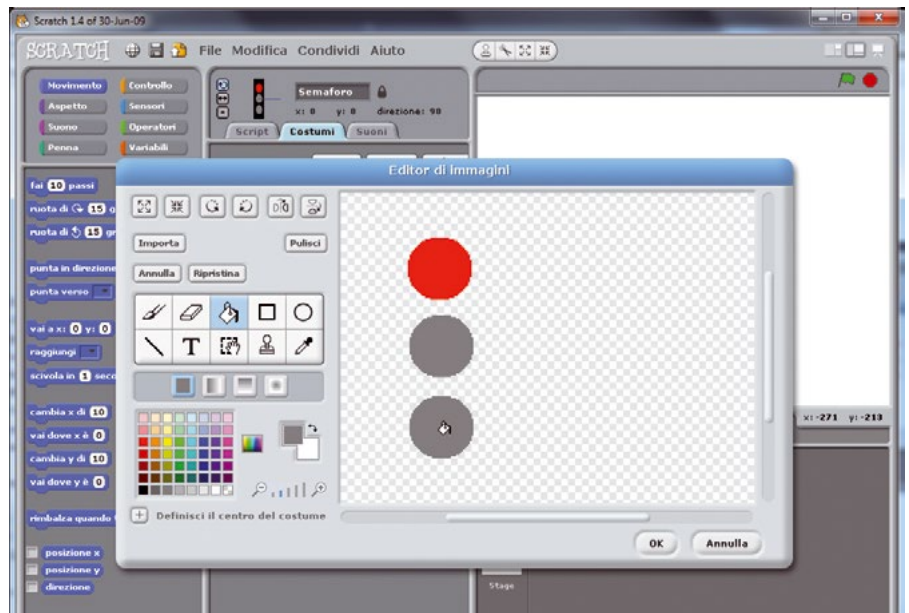 Scratch 1.4 of 30-Jun-09
SCRATCH File Modifica Condividi Aiuto
Movimento Controllo
Aspetto Sensori
Suono Operatori
Penna Variabili
Semaforo
x: 0 y: 0 direzione: 90
Script Costumi Suoni
fai 10 passi
ruota di 15 g
ruota di 15 gr
punta in direzione
punta verso
vai a x: 0 y: 0
raggiungi
scivola in 1 seco
cambia x di 10
vai dove x è 0
cambia y di 10
vai dove y è 0
rimbalza quando
posizione x
posizione y
direzione
Editor di immagini
Importa Pulisci
Annulla Ripristina
T
Definisci il centro del costume
OK Annulla
x: -271 y: -213
Stage